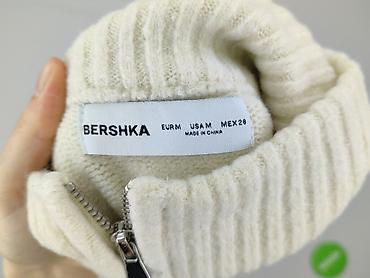 BERSHKA EUR M USA M MEX 28
MADE IN CHINA